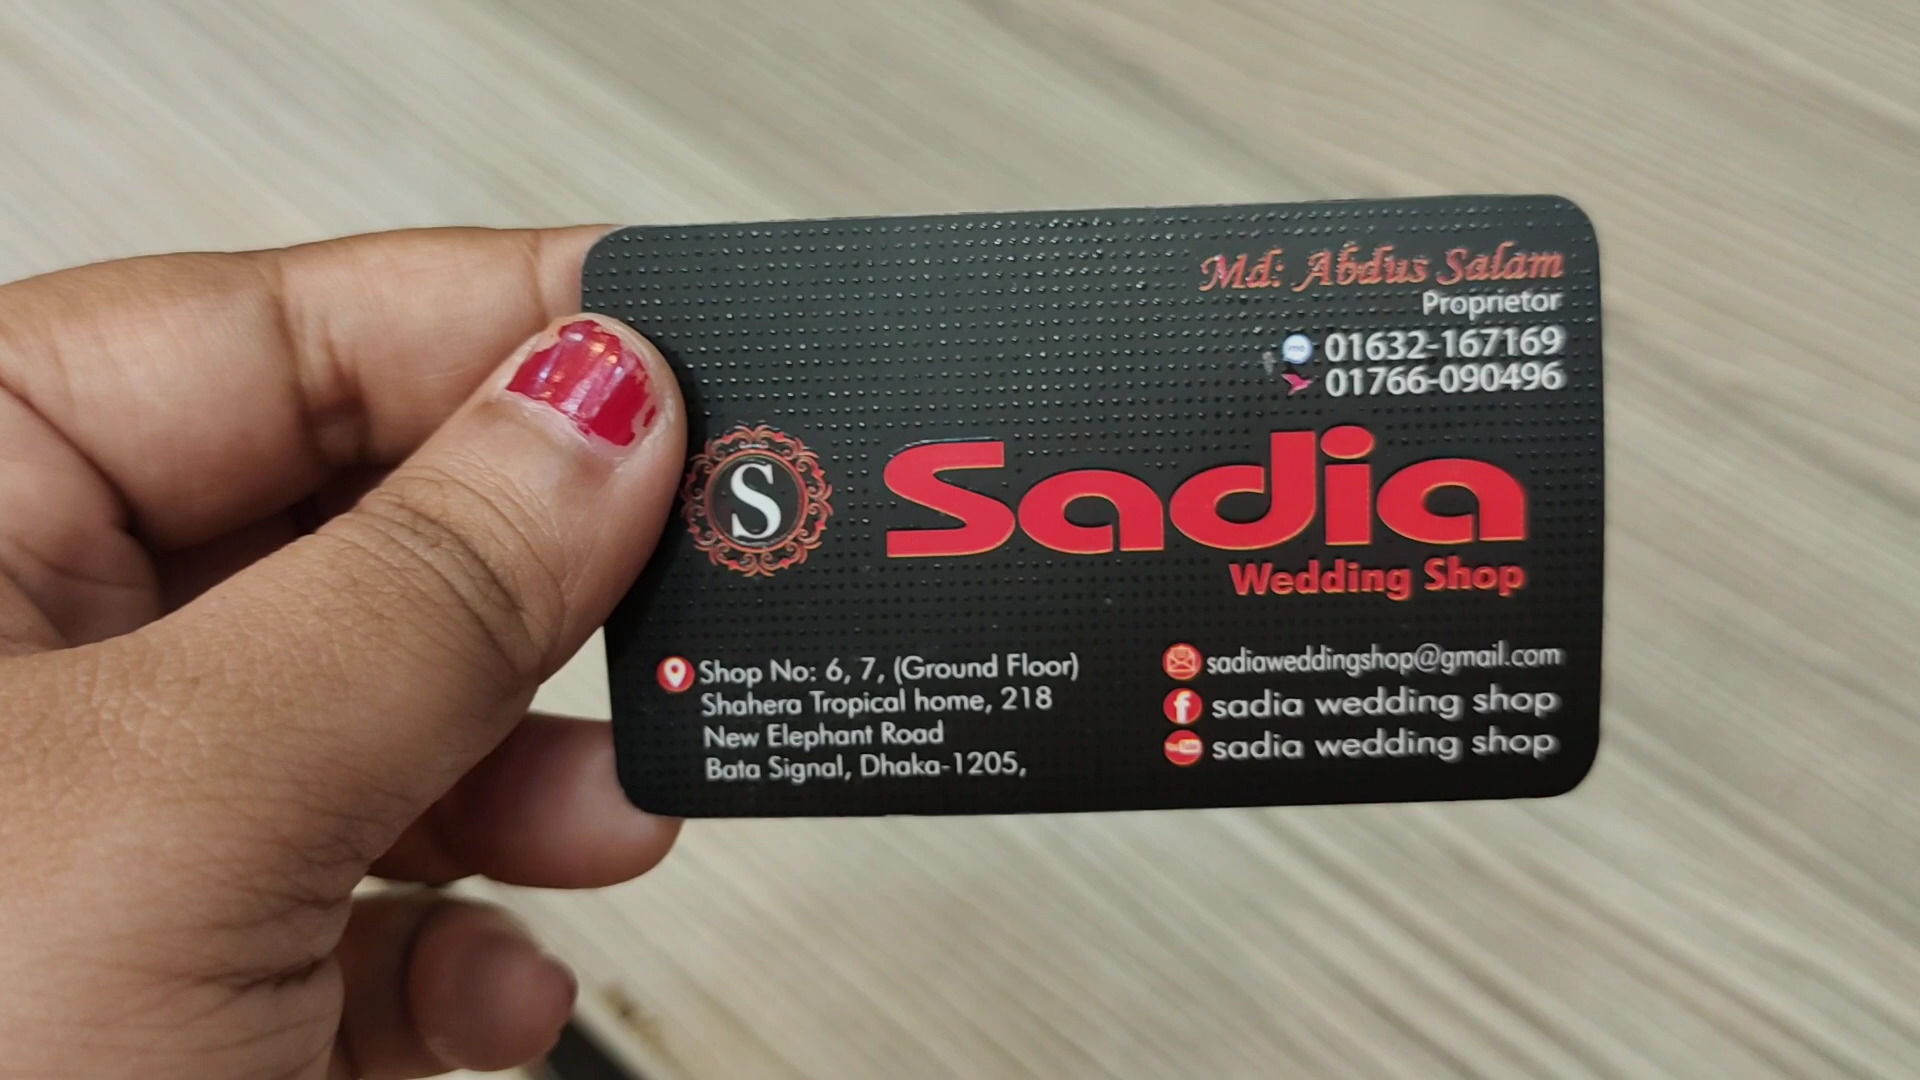 Md: Abdus Salam
Proprietor
imo 01632-167169
01766-090496
S
Sadia
Wedding Shop
Shop No: 6, 7, (Ground Floor)
Shahera Tropical home, 218
New Elephant Road
Bata Signal, Dhaka-1205,
sadiaweddingshop@gmail.com
f sadia wedding shop
sadia wedding shop